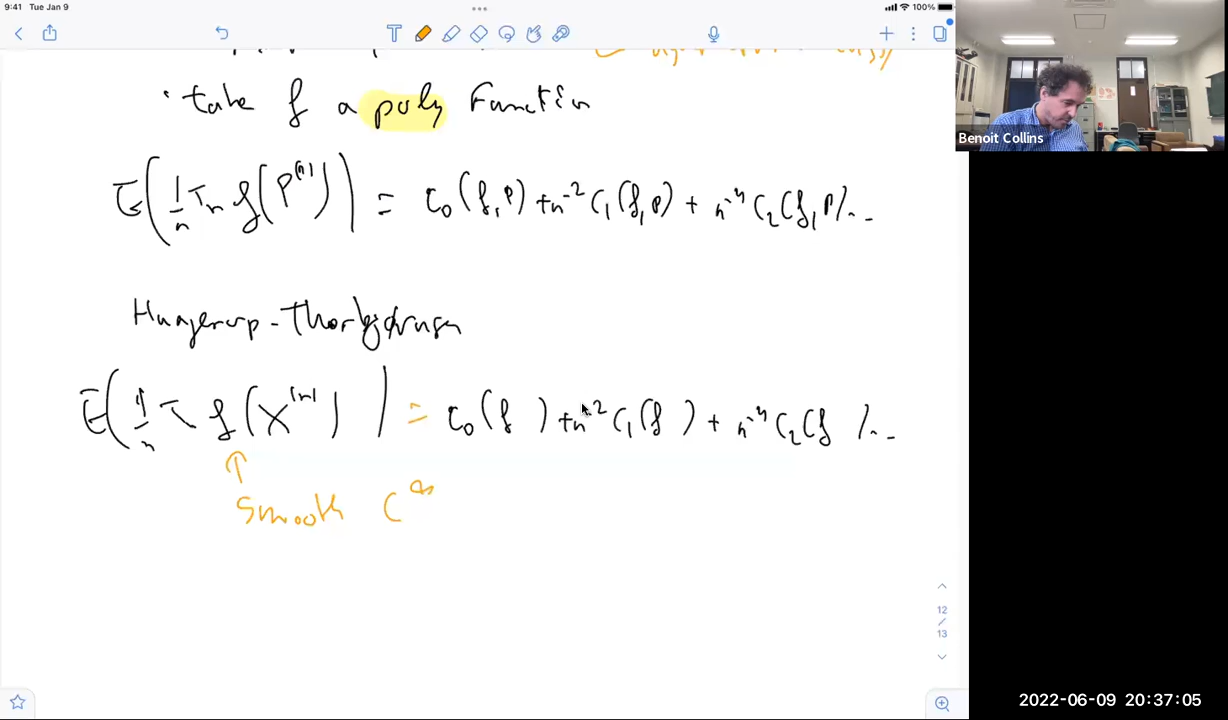 9:41 Tue Jan 9
100%
· take f a poly function
E(1/n Tr f(P^(n))) = c₀(f,P) + n⁻² c₁(f,P) + n⁻⁴ c₂(f,P)...
Haagerup-Thorbjørnsen
E(1/n Tr f(X^(n))) = c₀(f ) + n⁻² c₁(f ) + n⁻⁴ c₂(f )...
↑
Smooth C^∞
Benoit Collins
12
/
13
2022-06-09 20:37:05